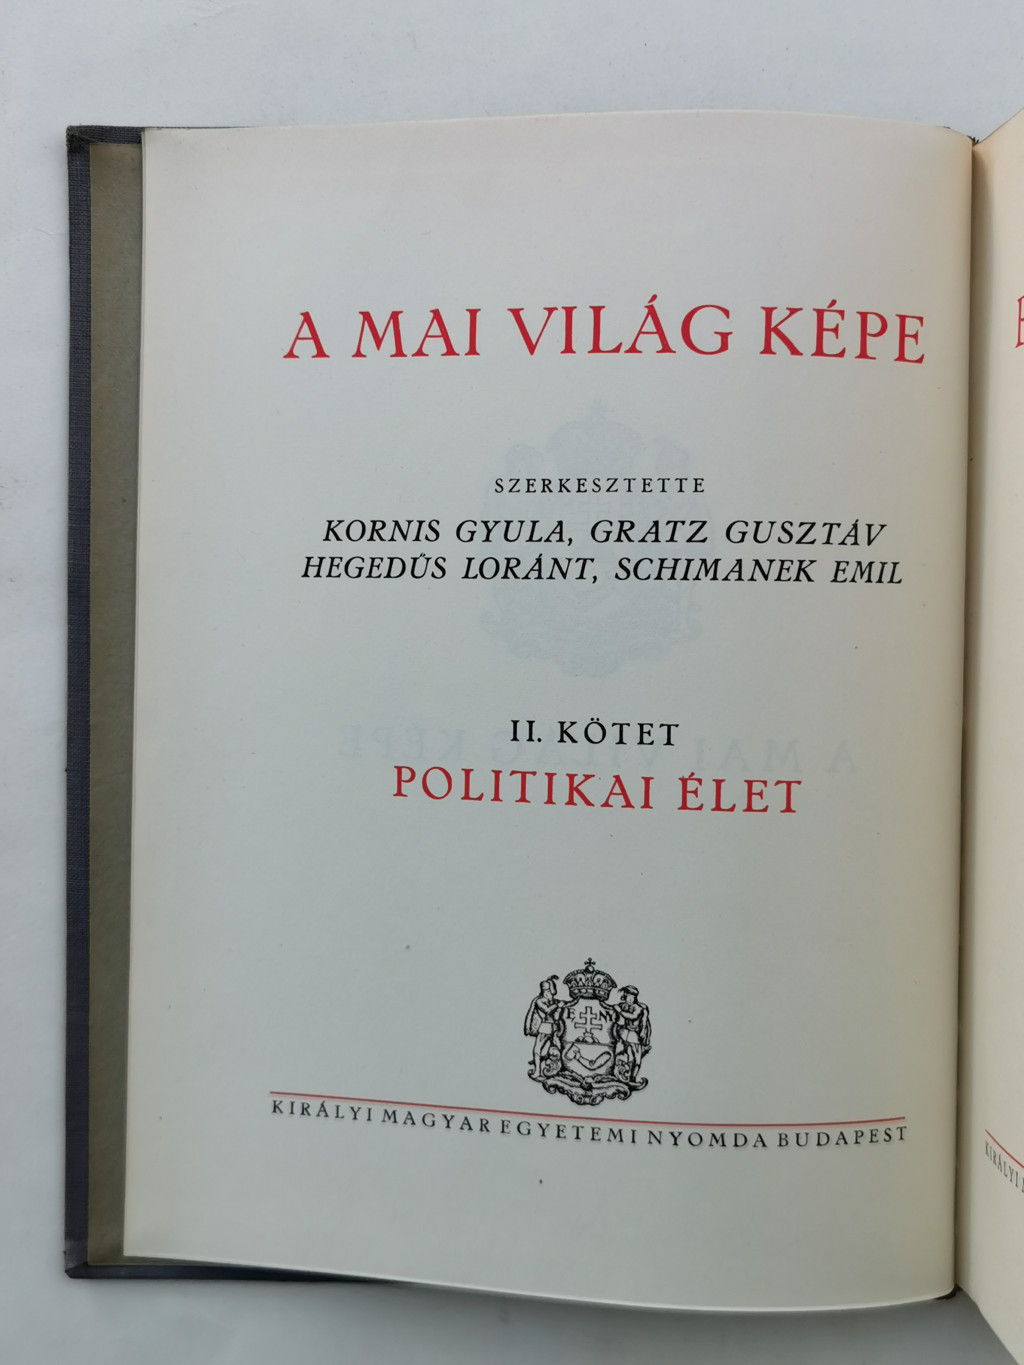 A MAI VILÁG KÉPE
SZERKESZTETTE
KORNIS GYULA, GRATZ GUSZTÁV
HEGEDŰS LORÁNT, SCHIMANEK EMIL
II. KÖTET
POLITIKAI ÉLET
E NY
KIRÁLYI MAGYAR EGYETEMI NYOMDA BUDAPEST